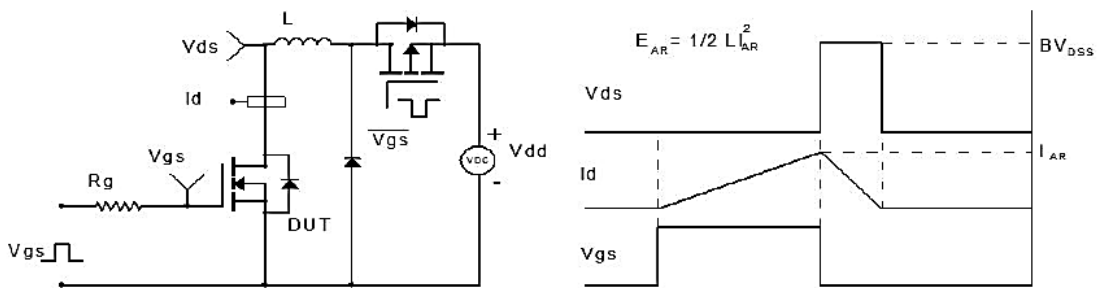 L
Vds
Id
Vgs
Rg
Vgs
DUT
Vgs
+
VDC
Vdd
-
E_AR = 1/2 LI²_AR
BV_DSS
Vds
I_AR
Id
Vgs